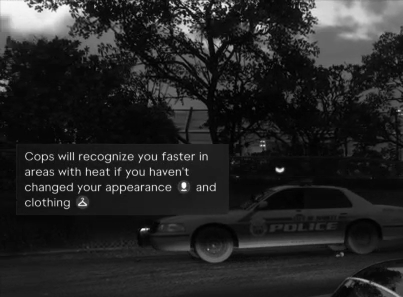 Cops will recognize you faster in
areas with heat if you haven't
changed your appearance and
clothing
POLICE